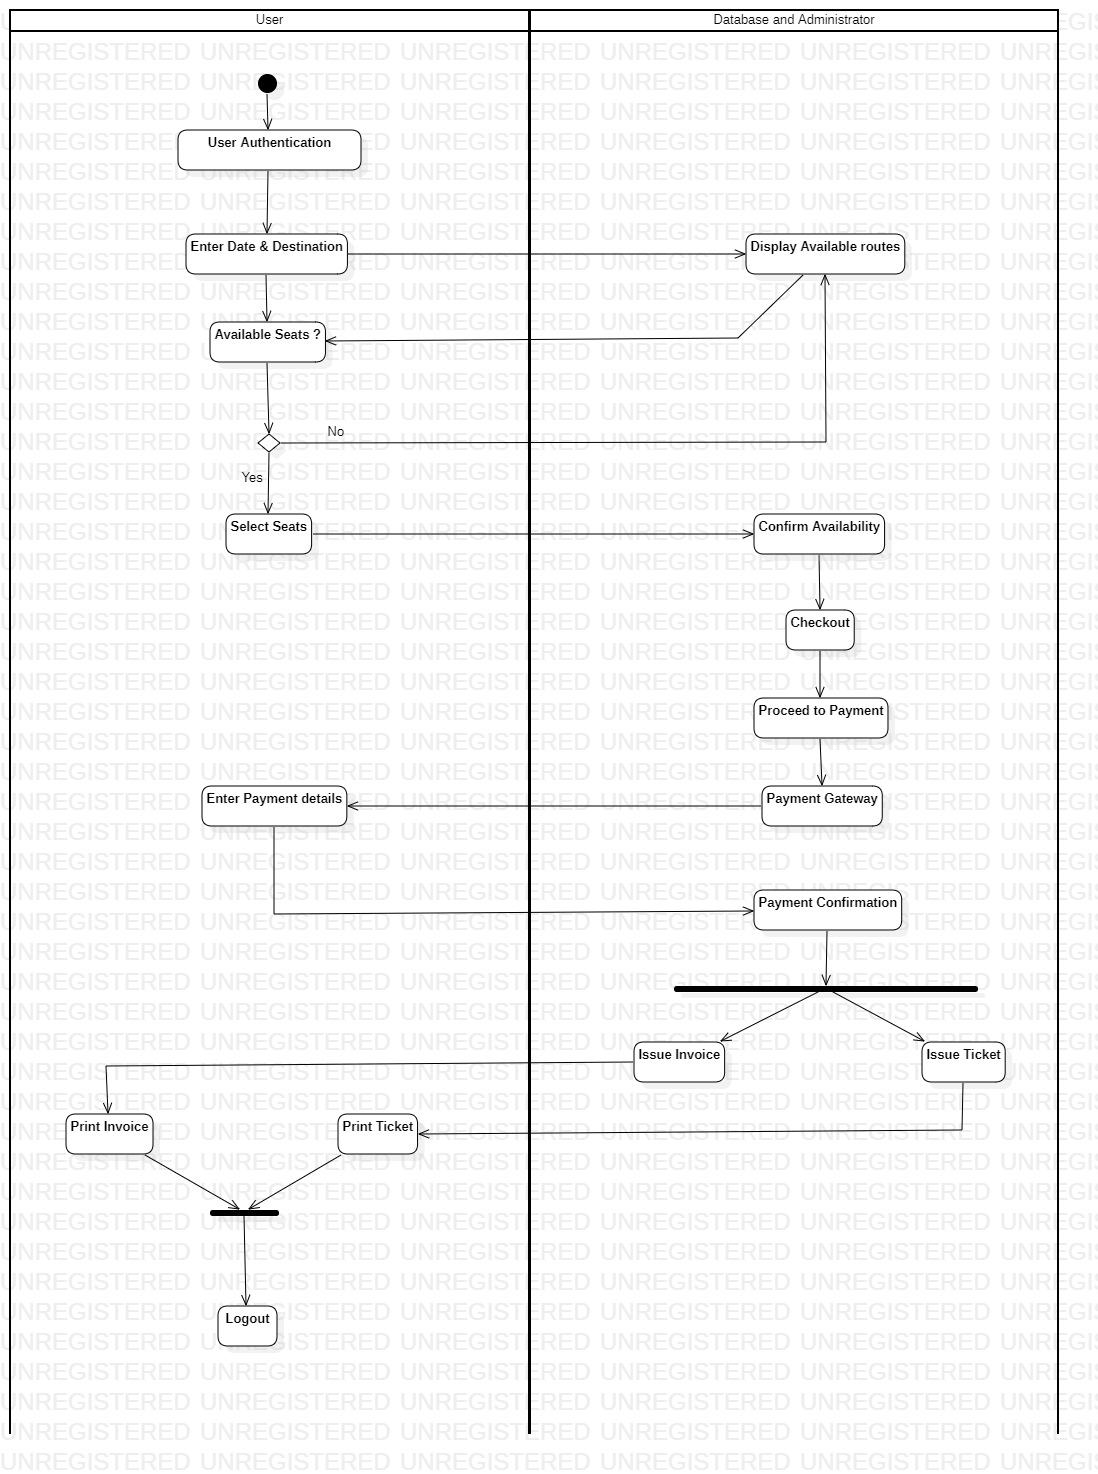 User
Database and Administrator
User Authentication
Enter Date & Destination
Display Available routes
Available Seats ?
No
Yes
Select Seats
Confirm Availability
Checkout
Proceed to Payment
Enter Payment details
Payment Gateway
Payment Confirmation
Issue Invoice
Issue Ticket
Print Invoice
Print Ticket
Logout
UNREGISTERED